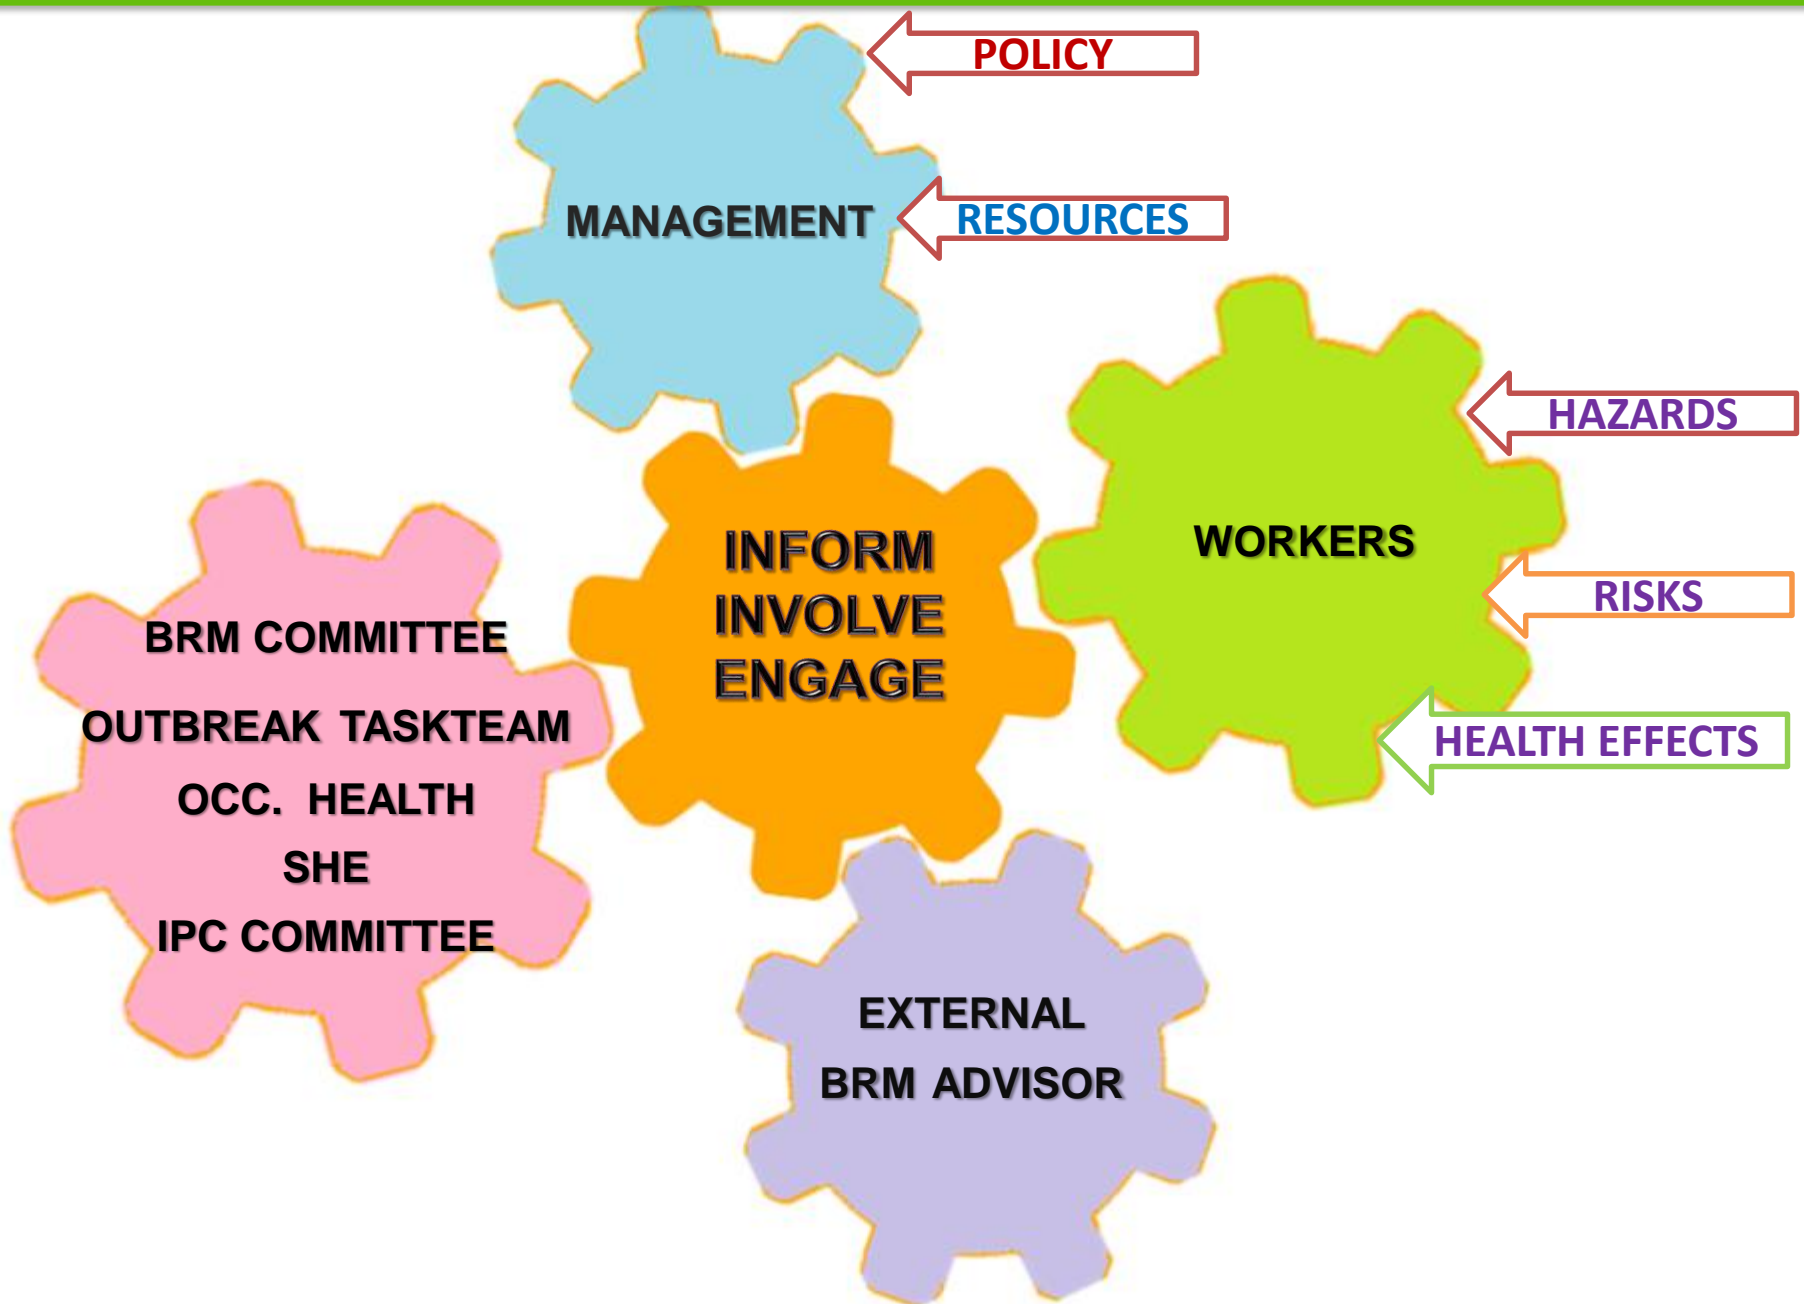 POLICY
MANAGEMENT
RESOURCES
HAZARDS
WORKERS
RISKS
HEALTH EFFECTS
INFORM
INVOLVE
ENGAGE
BRM COMMITTEE
OUTBREAK TASKTEAM
OCC. HEALTH
SHE
IPC COMMITTEE
EXTERNAL
BRM ADVISOR